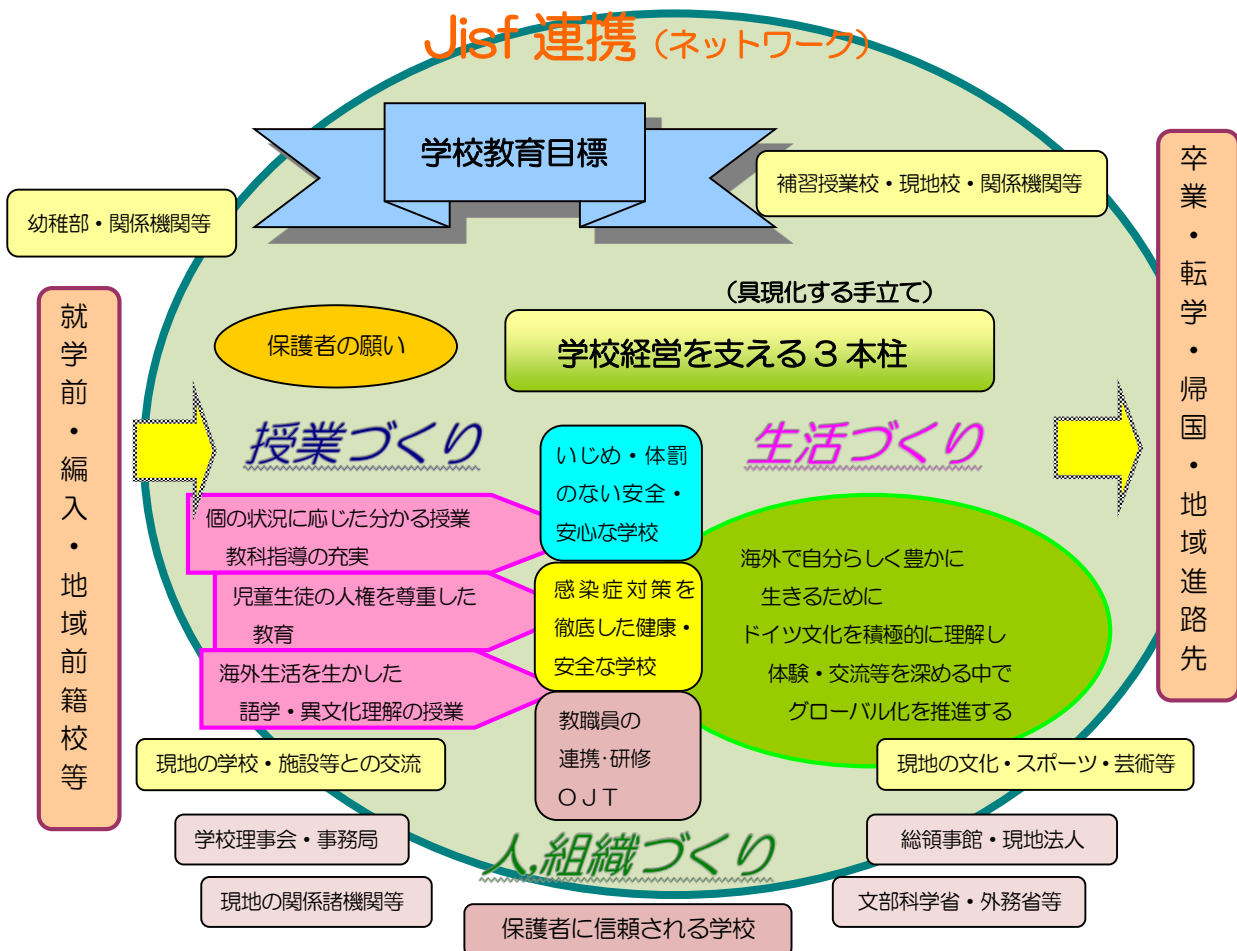 Jisf 連携（ネットワーク）
学校教育目標
補習授業校・現地校・関係機関等
幼稚部・関係機関等
卒業・転学・帰国・地域進路先
就学前・編入・地域前籍校等
（具現化する手立て）
保護者の願い
学校経営を支える３本柱
授業づくり
生活づくり
いじめ・体罰
のない安全・
安心な学校
個の状況に応じた分かる授業
教科指導の充実
児童生徒の人権を尊重した
教育
海外生活を生かした
語学・異文化理解の授業
感染症対策を
徹底した健康・
安全な学校
海外で自分らしく豊かに
生きるために
ドイツ文化を積極的に理解し
体験・交流等を深める中で
グローバル化を推進する
教職員の
連携･研修
ＯＪＴ
現地の学校・施設等との交流
現地の文化・スポーツ・芸術等
学校理事会・事務局
人,組織づくり
総領事館・現地法人
現地の関係諸機関等
文部科学省・外務省等
保護者に信頼される学校